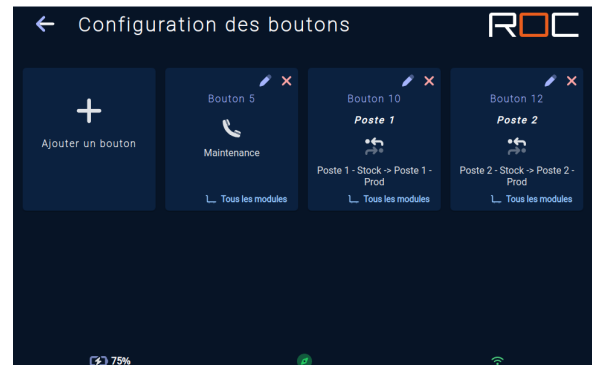 Configuration des boutons
ROC
Ajouter un bouton
Bouton 5
Maintenance
Tous les modules
Bouton 10
Poste 1
Poste 1 - Stock -> Poste 1 -
Prod
Tous les modules
Bouton 12
Poste 2
Poste 2 - Stock -> Poste 2 -
Prod
Tous les modules
75%